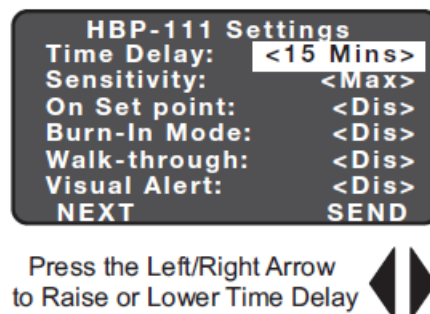 HBP-111 Settings
Time Delay: <15 Mins>
Sensitivity: <Max>
On Set point: <Dis>
Burn-In Mode: <Dis>
Walk-through: <Dis>
Visual Alert: <Dis>
NEXT SEND
Press the Left/Right Arrow
to Raise or Lower Time Delay